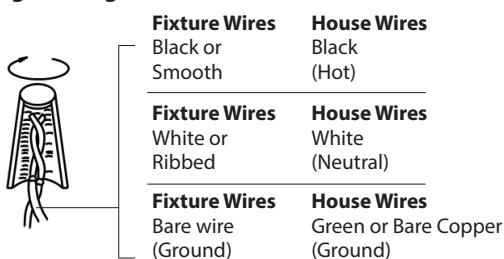 Fixture Wires House Wires
Black or Black
Smooth (Hot)
Fixture Wires House Wires
White or White
Ribbed (Neutral)
Fixture Wires House Wires
Bare wire Green or Bare Copper
(Ground) (Ground)